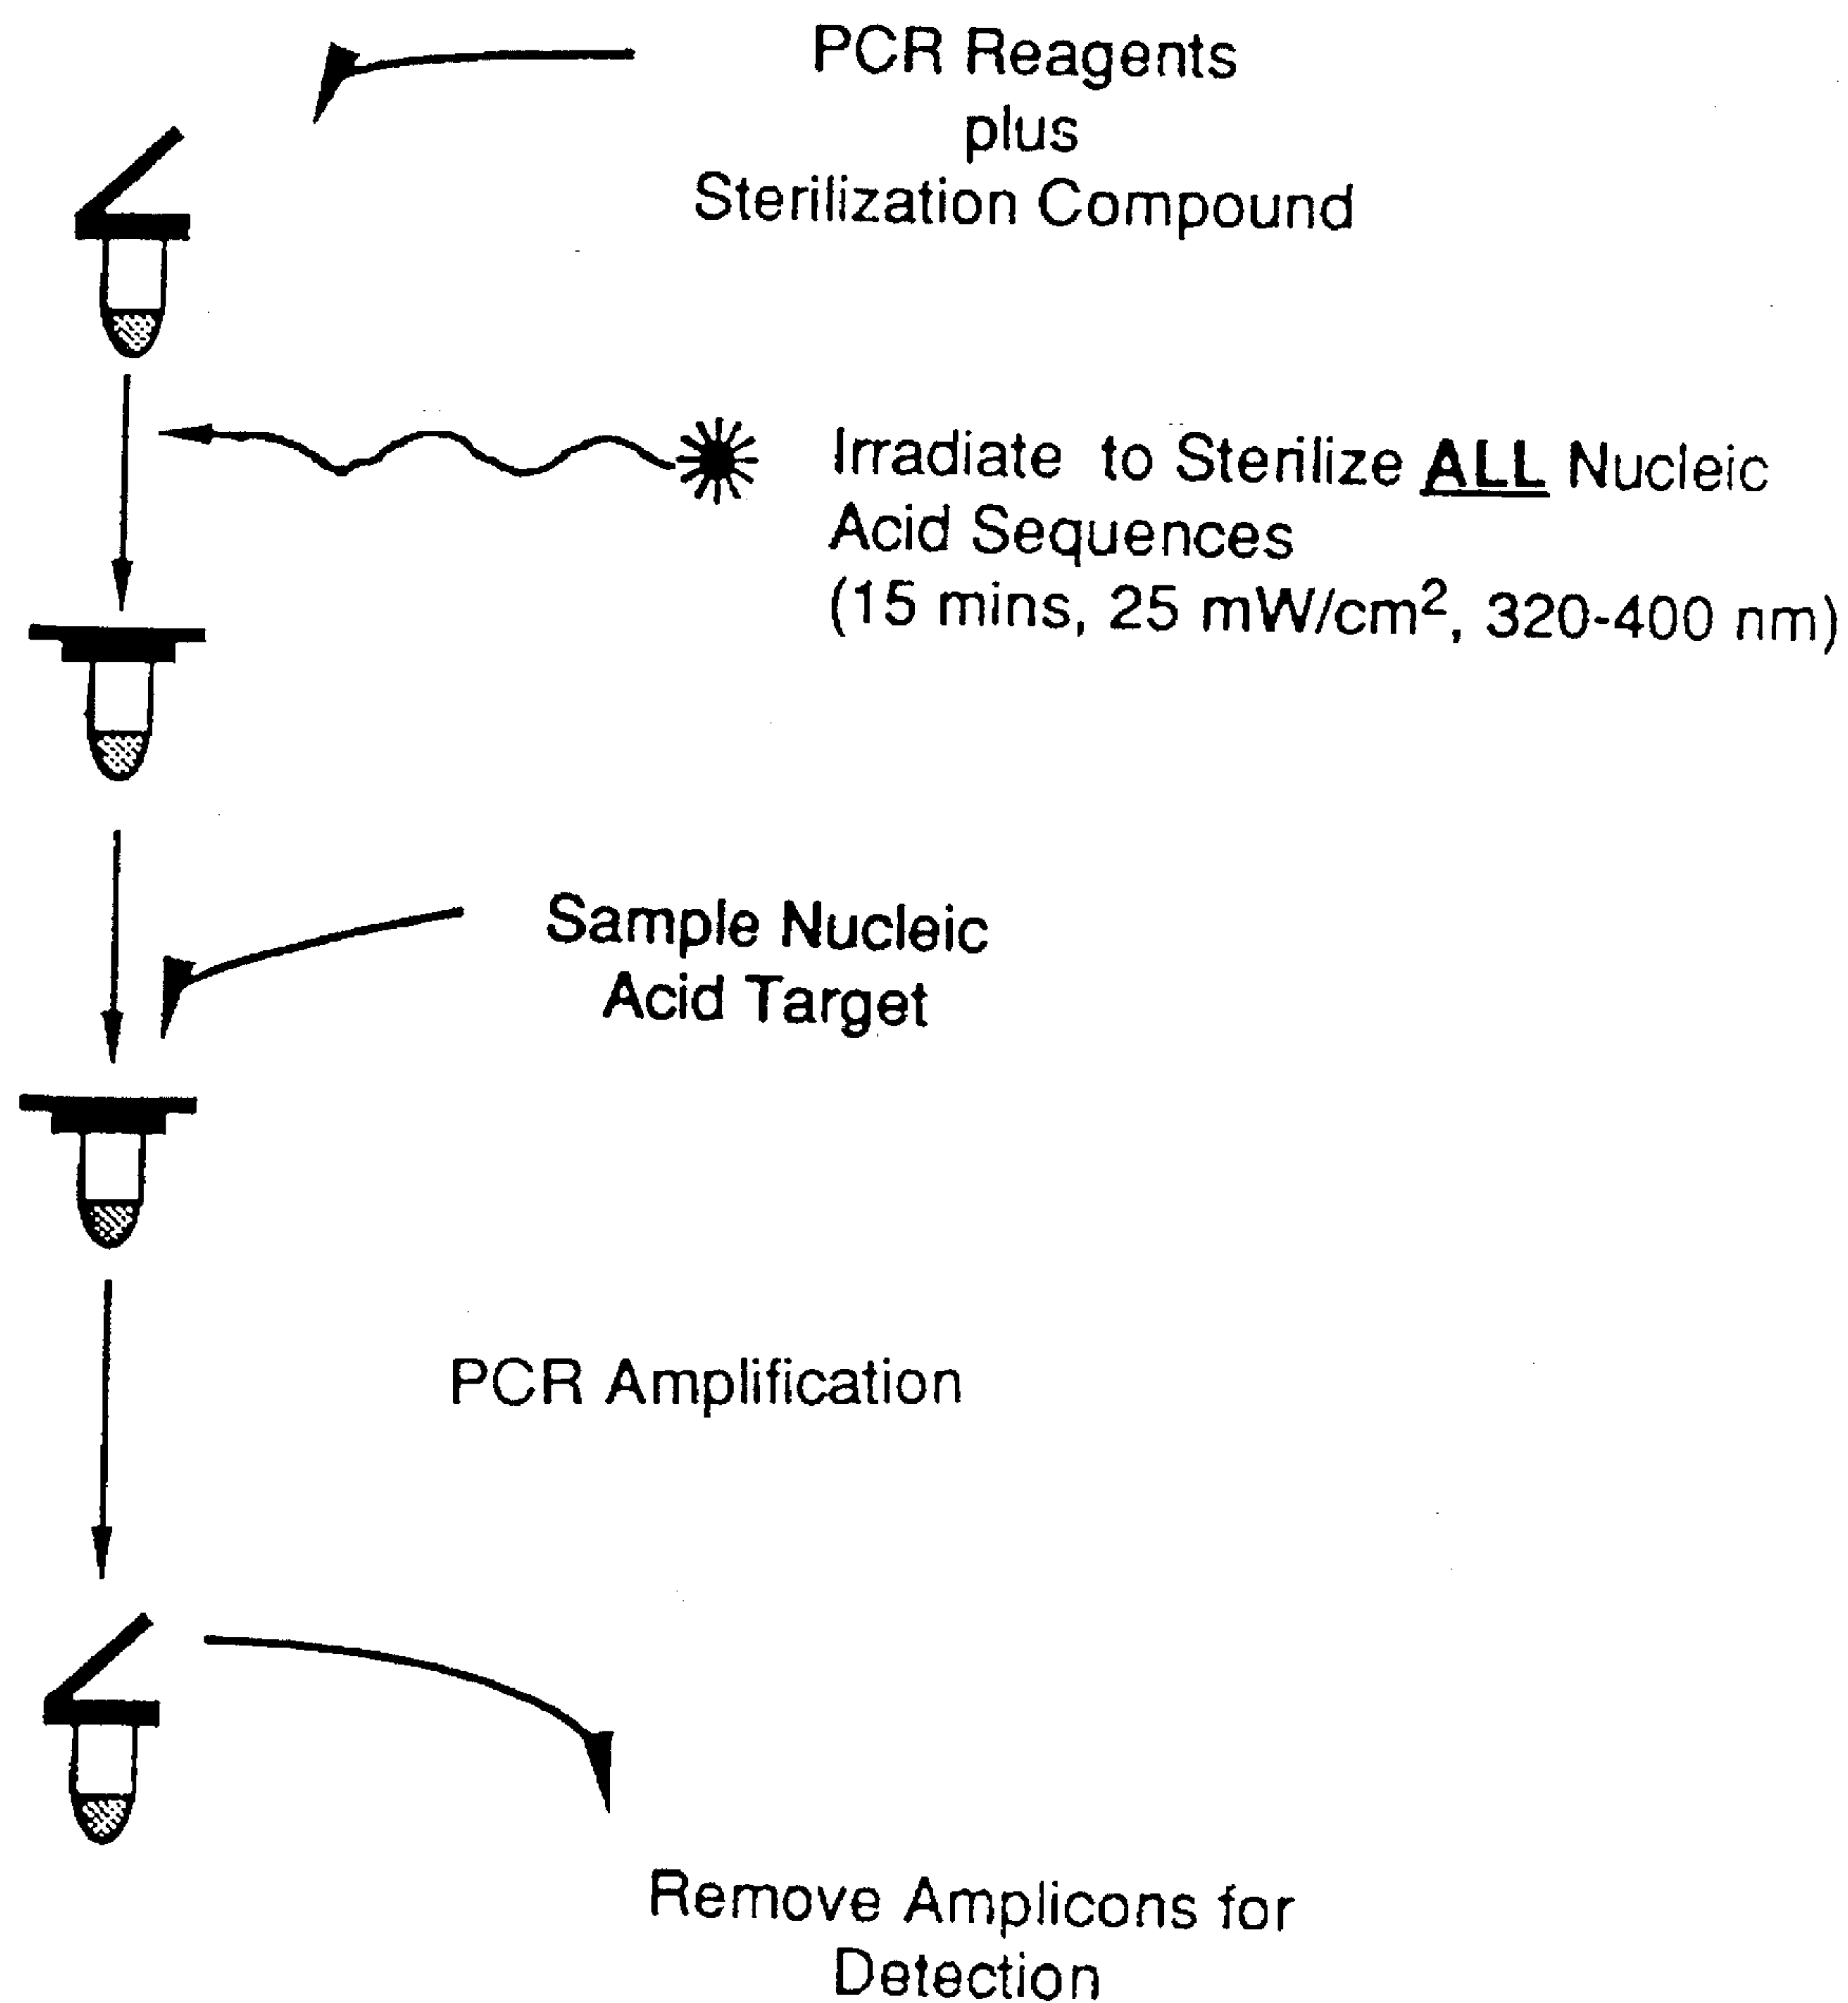 PCR Reagents
plus
Sterilization Compound
Irradiate to Sterilize ALL Nucleic
Acid Sequences
(15 mins, 25 mW/cm², 320-400 nm)
Sample Nucleic
Acid Target
PCR Amplification
Remove Amplicons for
Detection